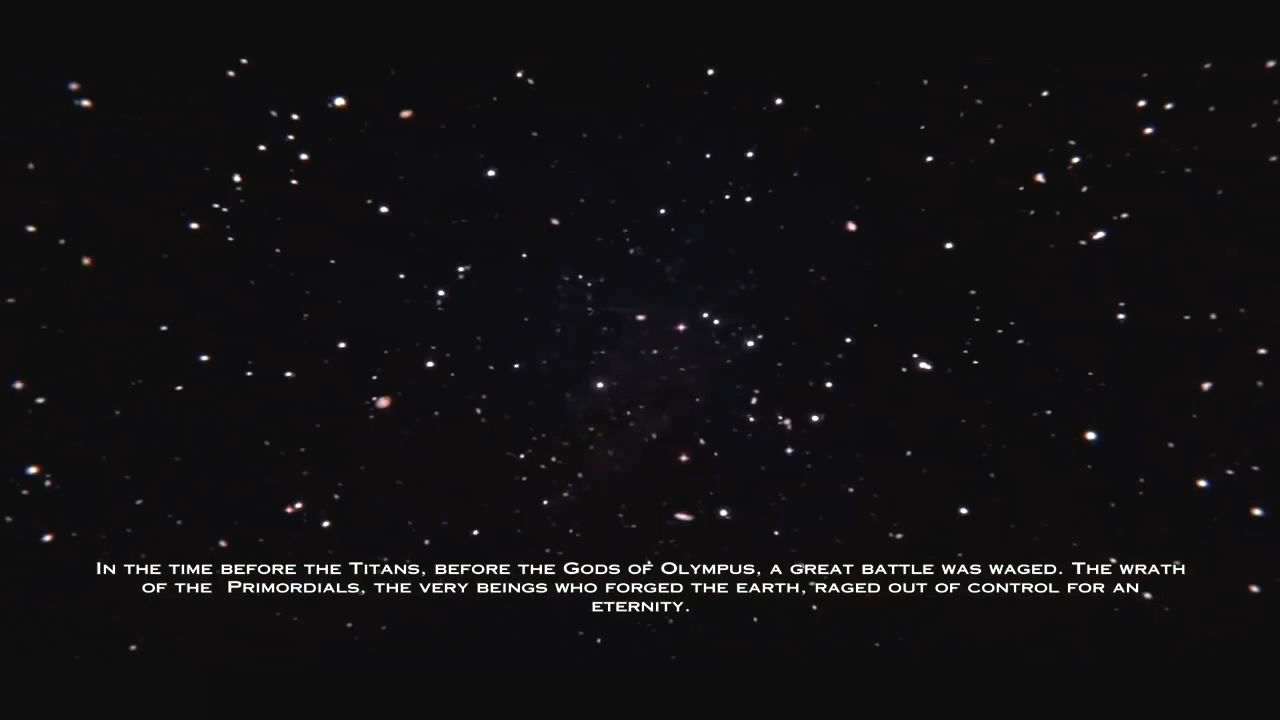 In the time before the Titans, before the Gods of Olympus, a great battle was waged. The wrath
of the  Primordials, the very beings who forged the earth, raged out of control for an
eternity.